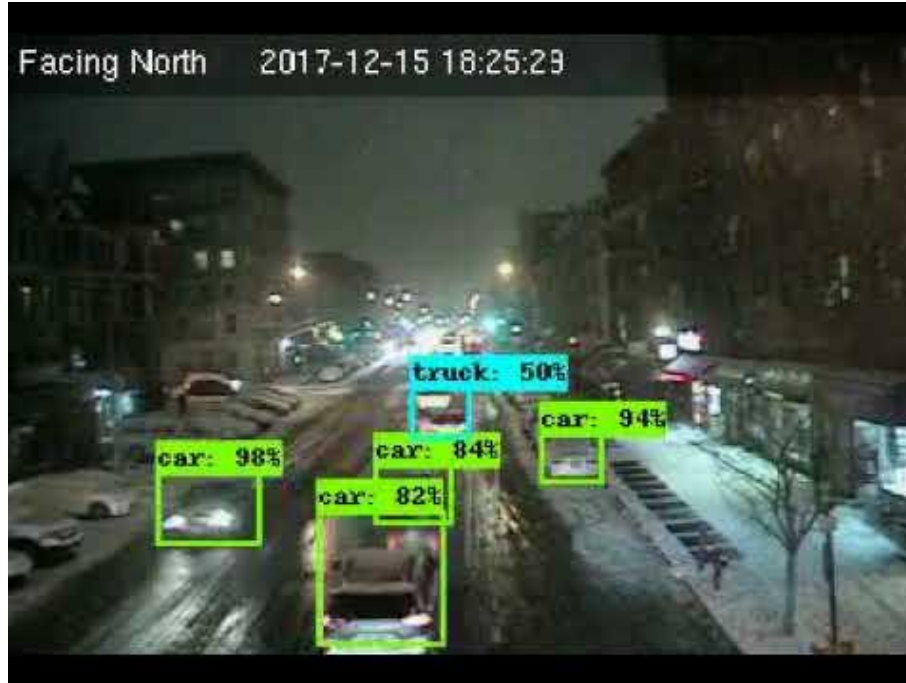 Facing North 2017-12-15 18:25:29
truck: 50%
car: 94%
car: 98%
car: 84%
car: 82%